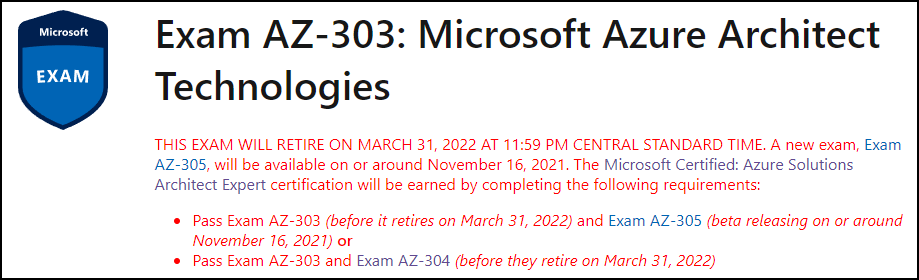 Microsoft
EXAM
Exam AZ-303: Microsoft Azure Architect
Technologies
THIS EXAM WILL RETIRE ON MARCH 31, 2022 AT 11:59 PM CENTRAL STANDARD TIME. A new exam, Exam
AZ-305, will be available on or around November 16, 2021. The Microsoft Certified: Azure Solutions
Architect Expert certification will be earned by completing the following requirements:
• Pass Exam AZ-303 (before it retires on March 31, 2022) and Exam AZ-305 (beta releasing on or around
November 16, 2021) or
• Pass Exam AZ-303 and Exam AZ-304 (before they retire on March 31, 2022)